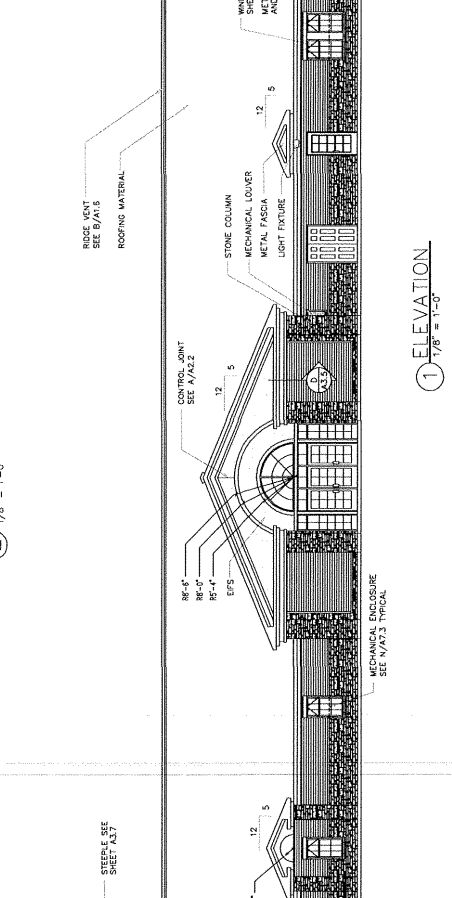 STEEPLE SEE
SHEET A3.7
RIDGE VENT
SEE B/A1.6
ROOFING MATERIAL
CONTROL JOINT
SEE A/A2.2
12
5
R8'-6"
R8'-0"
R5'-4"
EIFS
STONE COLUMN
MECHANICAL LOUVER
METAL FASCIA
LIGHT FIXTURE
12
5
12
5
D
A3.5
MECHANICAL ENCLOSURE
SEE N/A7.3 TYPICAL
1
ELEVATION
1/8" = 1'-0"